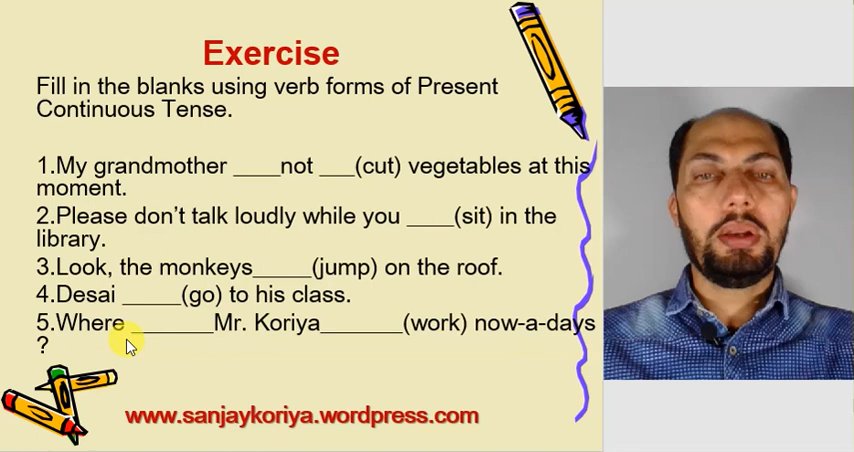 Exercise
Fill in the blanks using verb forms of Present
Continuous Tense.
1.My grandmother ____not ___(cut) vegetables at this
moment.
2.Please don’t talk loudly while you ____(sit) in the
library.
3.Look, the monkeys_____(jump) on the roof.
4.Desai _____(go) to his class.
5.Where _______Mr. Koriya_______(work) now-a-days
?
www.sanjaykoriya.wordpress.com